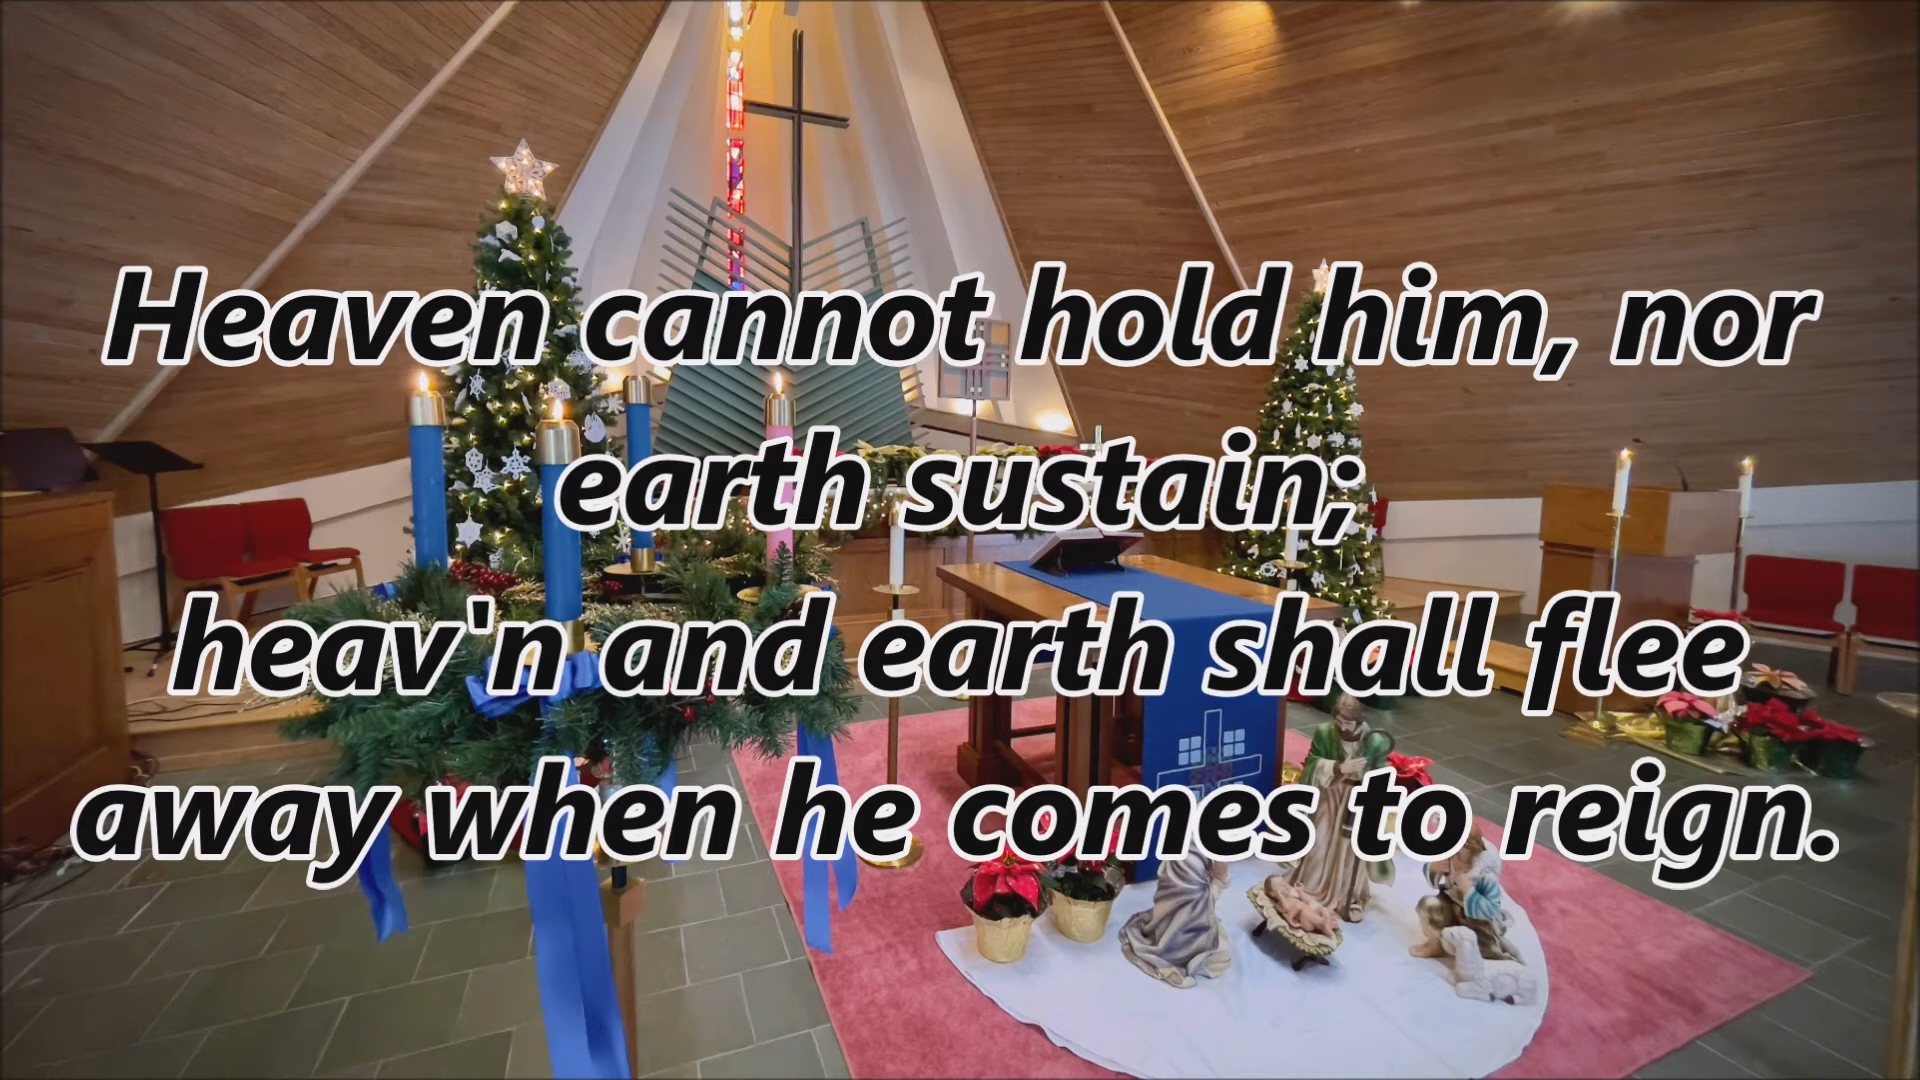 Heaven cannot hold him, nor
earth sustain;
heav'n and earth shall flee
away when he comes to reign.